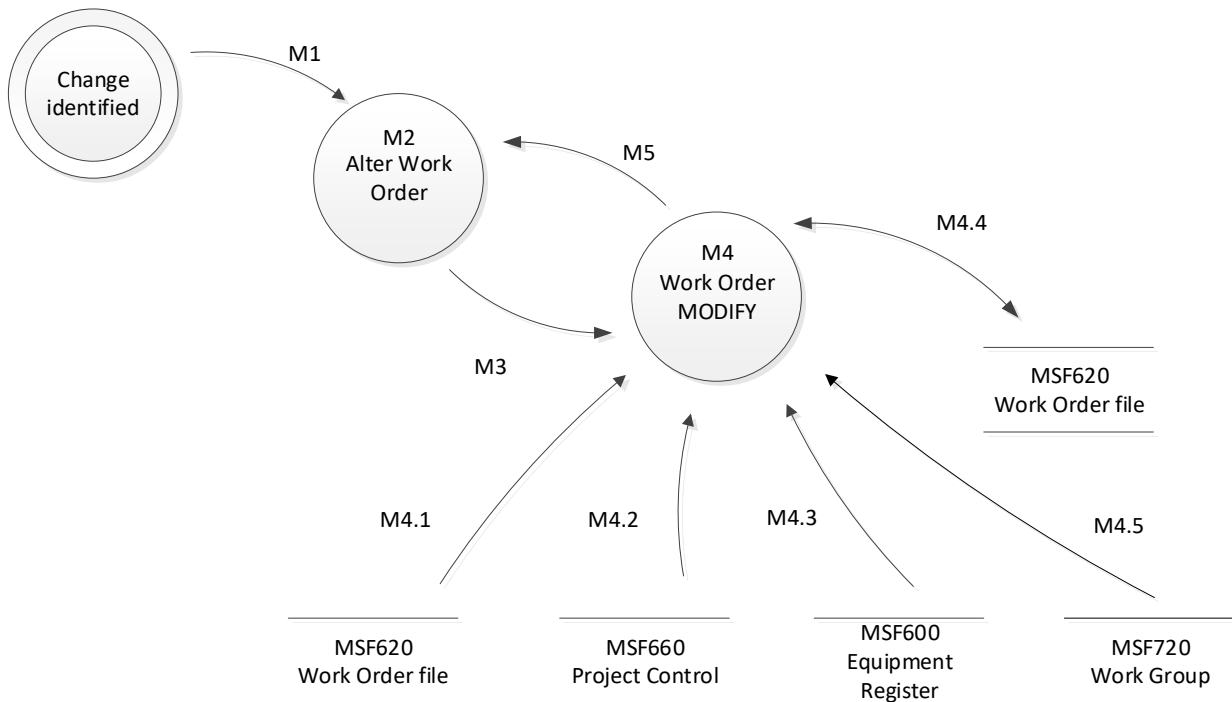 Change
identified
M1
M2
Alter Work
Order
M5
M3
M4
Work Order
MODIFY
M4.4
MSF620
Work Order file
M4.1
M4.2
M4.3
M4.5
MSF620
Work Order file
MSF660
Project Control
MSF600
Equipment
Register
MSF720
Work Group